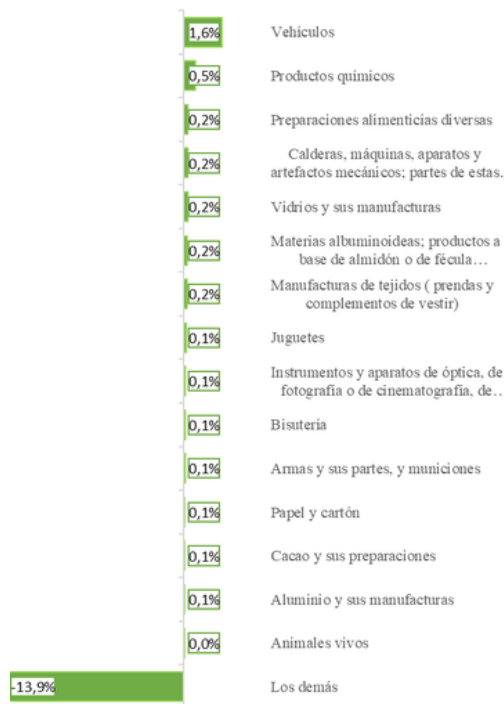 1,6% Vehículos
0,5% Productos químicos
0,2% Preparaciones alimenticias diversas
0,2% Calderas, máquinas, aparatos y
artefactos mecánicos; partes de estas.
0,2% Vidrios y sus manufacturas
0,2% Materias albuminoideas; productos a
base de almidón o de fécula…
0,2% Manufacturas de tejidos ( prendas y
complementos de vestir)
0,1% Juguetes
0,1% Instrumentos y aparatos de óptica, de
fotografía o de cinematografía, de..
0,1% Bisutería
0,1% Armas y sus partes, y municiones
0,1% Papel y cartón
0,1% Cacao y sus preparaciones
0,1% Aluminio y sus manufacturas
0,0% Animales vivos
-13,9% Los demás